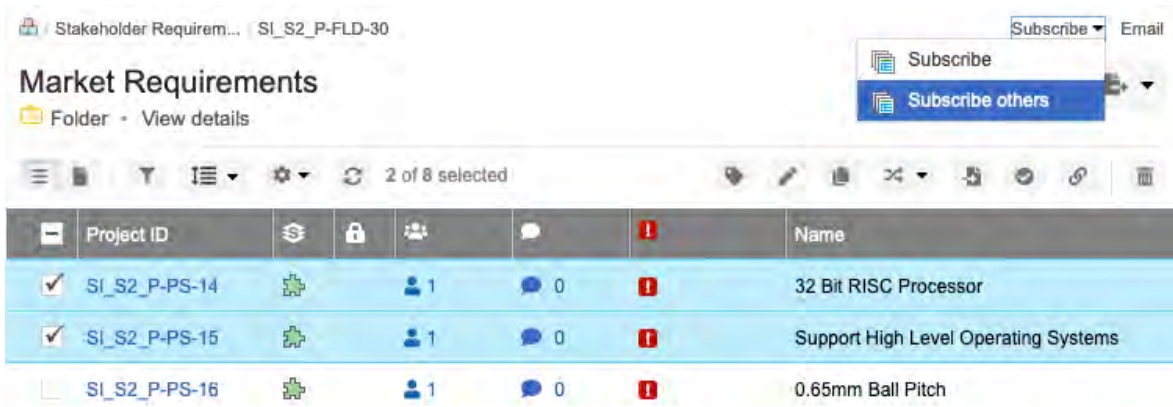 Stakeholder Requirem... SI_S2_P-FLD-30 Subscribe Email
Subscribe
Market Requirements
Subscribe others
Folder • View details
2 of 8 selected
Project ID Name
SI_S2_P-PS-14 1 0 32 Bit RISC Processor
SI_S2_P-PS-15 1 0 Support High Level Operating Systems
SI_S2_P-PS-16 1 0 0.65mm Ball Pitch